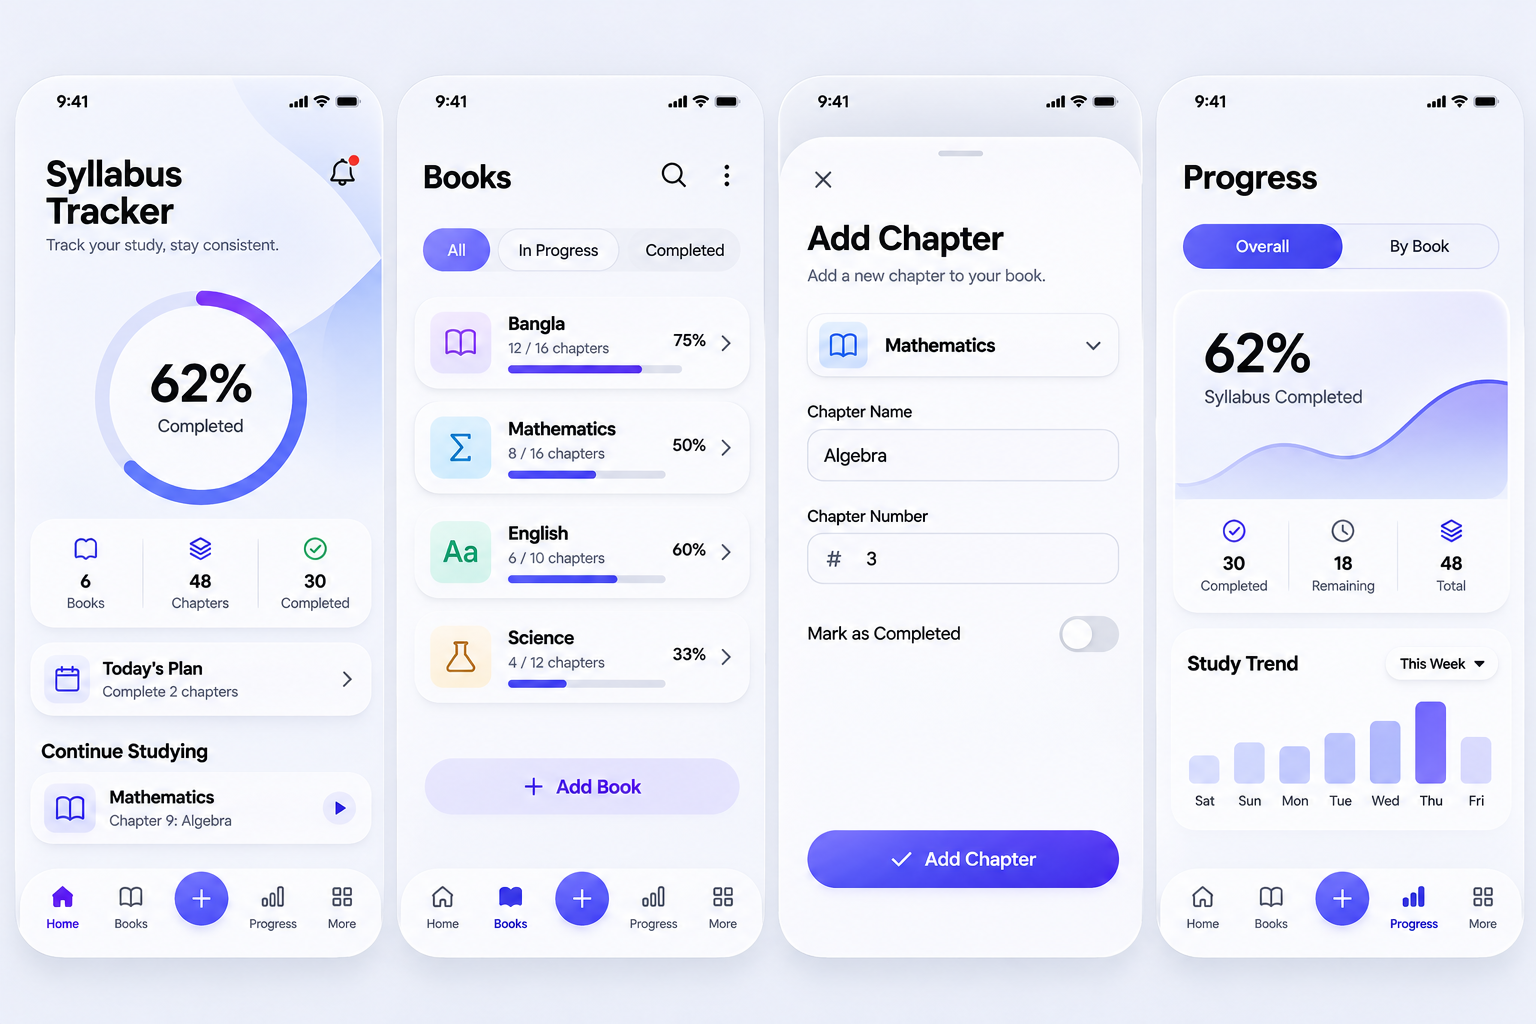 9:41
Syllabus
Tracker
Track your study, stay consistent.
62%
Completed
6
Books
48
Chapters
30
Completed
Today's Plan
Complete 2 chapters
Continue Studying
Mathematics
Chapter 9: Algebra
Home
Books
Progress
More
9:41
Books
All
In Progress
Completed
Bangla
12 / 16 chapters
75%
Σ
Mathematics
8 / 16 chapters
50%
Aa
English
6 / 10 chapters
60%
Science
4 / 12 chapters
33%
+ Add Book
Home
Books
Progress
More
9:41
Add Chapter
Add a new chapter to your book.
Mathematics
Chapter Name
Algebra
Chapter Number
# 3
Mark as Completed
Add Chapter
9:41
Progress
Overall
By Book
62%
Syllabus Completed
30
Completed
18
Remaining
48
Total
Study Trend
This Week
Sat Sun Mon Tue Wed Thu Fri
Home
Books
Progress
More